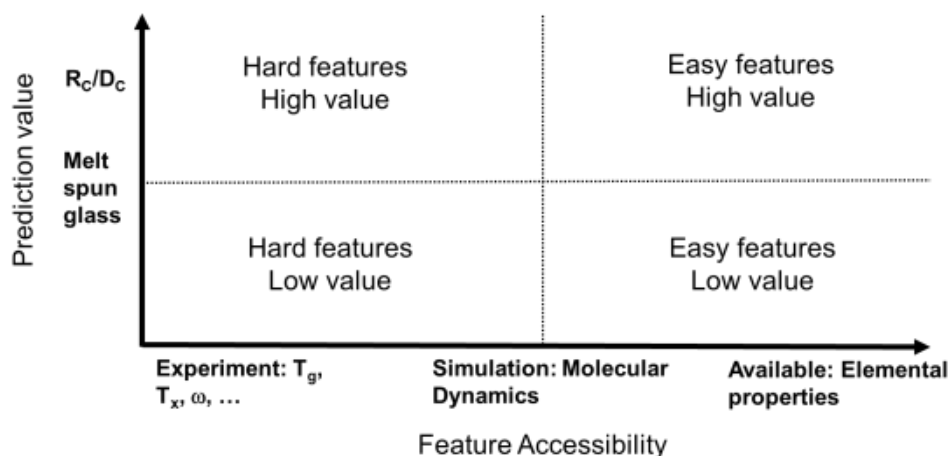 Prediction value
R_C/D_C
Melt
spun
glass
Hard features
High value
Easy features
High value
Hard features
Low value
Easy features
Low value
Experiment: T_g,
T_x, ω, ...
Simulation: Molecular
Dynamics
Available: Elemental
properties
Feature Accessibility